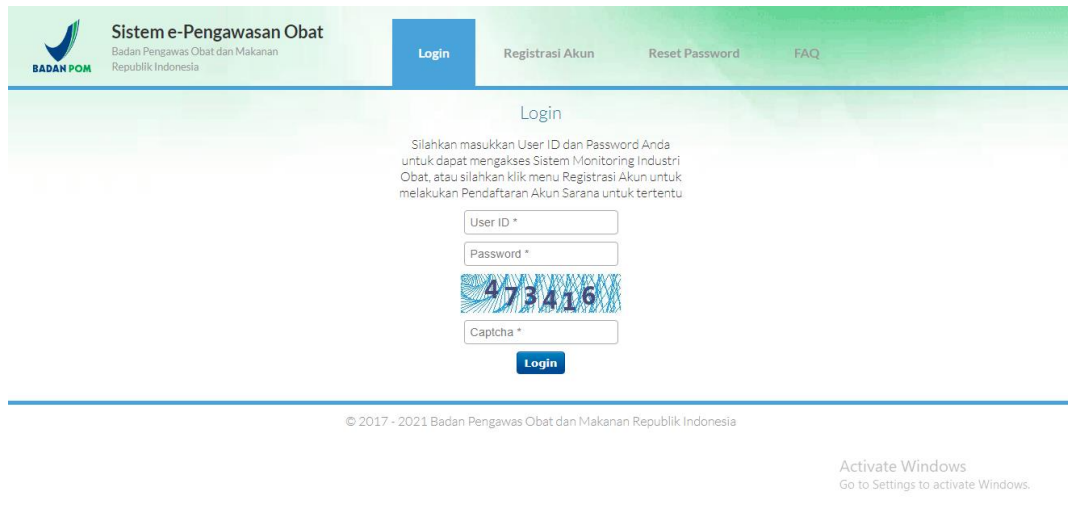 BADAN POM
Sistem e-Pengawasan Obat
Badan Pengawas Obat dan Makanan
Republik Indonesia
Login
Registrasi Akun
Reset Password
FAQ
Login
Silahkan masukkan User ID dan Password Anda
untuk dapat mengakses Sistem Monitoring Industri
Obat, atau silahkan klik menu Registrasi Akun untuk
melakukan Pendaftaran Akun Sarana untuk tertentu
User ID *
Password *
473416
Captcha *
Login
© 2017 - 2021 Badan Pengawas Obat dan Makanan Republik Indonesia
Activate Windows
Go to Settings to activate Windows.